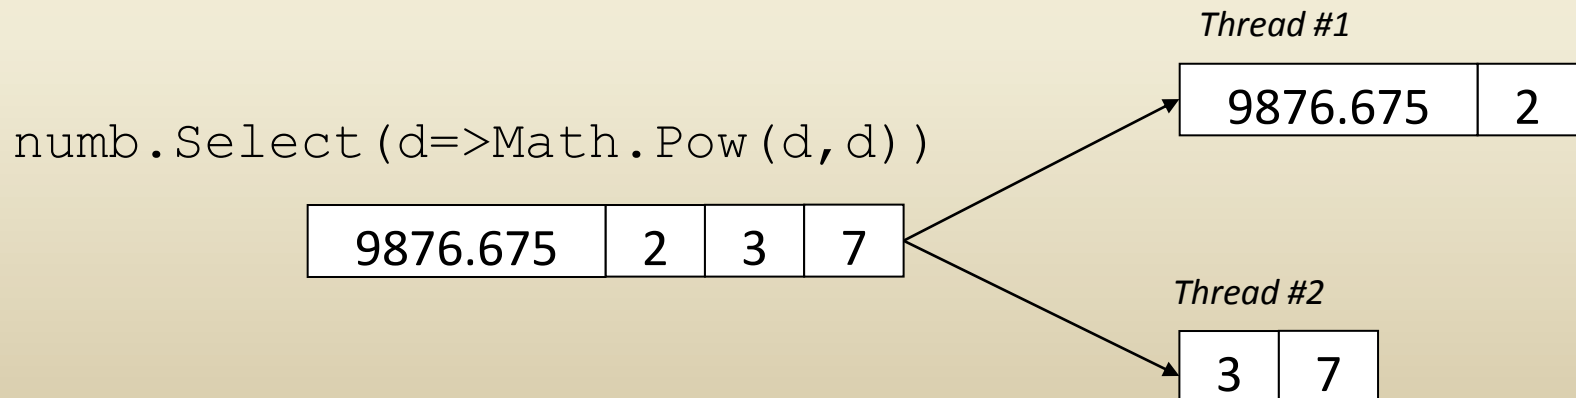 Thread #1
9876.675 2
numb.Select(d=>Math.Pow(d,d))
9876.675 2 3 7
Thread #2
3 7